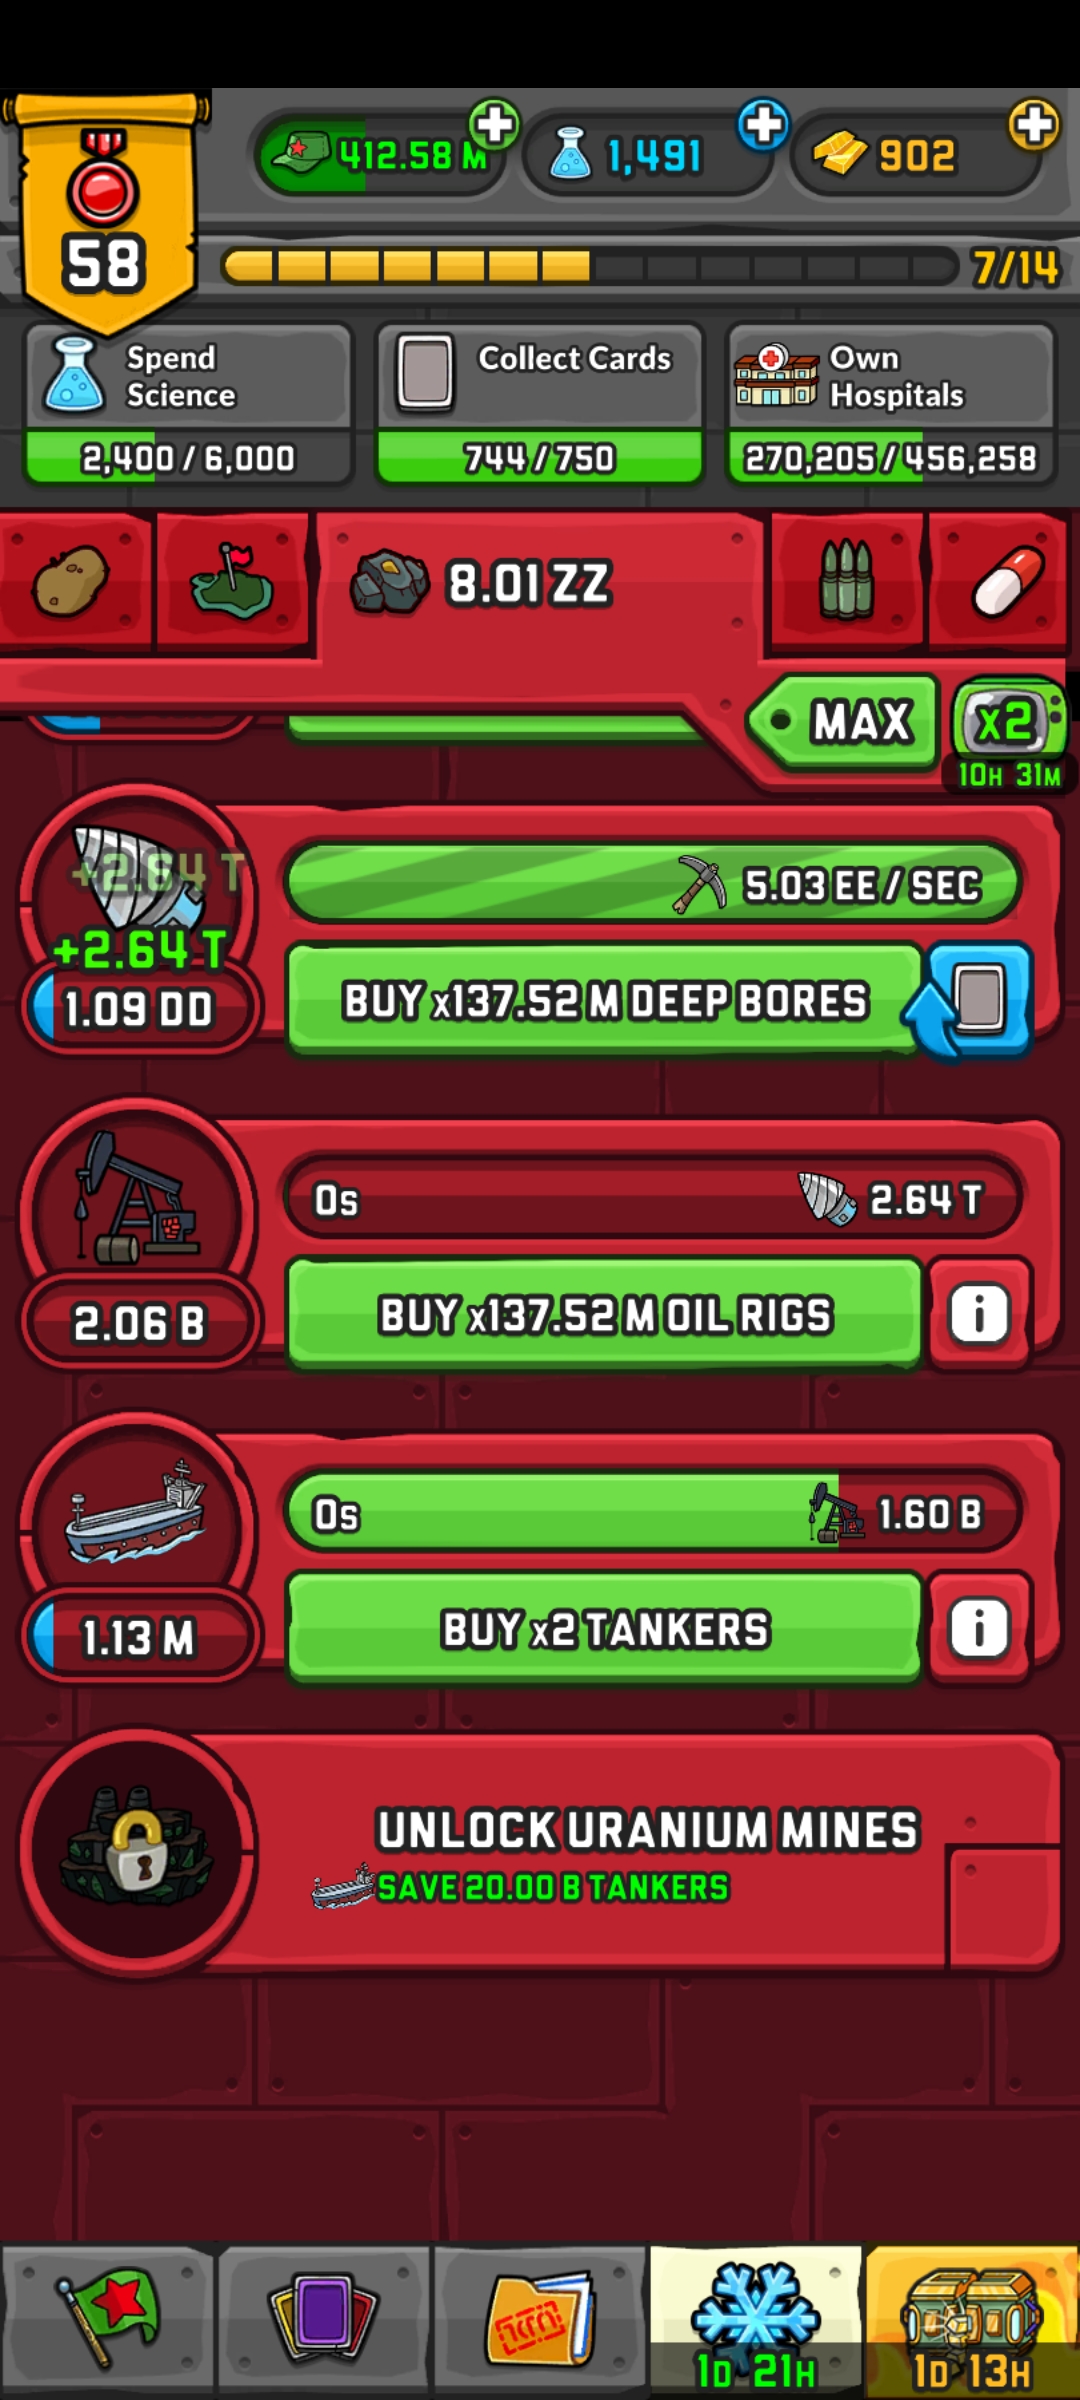 412.58 M
1,491
902
58
7/14
Spend
Science
2,400 / 6,000
Collect Cards
744 / 750
Own
Hospitals
270,205 / 456,258
8.01 ZZ
MAX
x2
10H 31M
+2.64 T
+2.64 T
1.09 DD
5.03 EE / SEC
BUY x137.52 M DEEP BORES
0s
2.64 T
2.06 B
BUY x137.52 M OIL RIGS
i
0s
1.60 B
1.13 M
BUY x2 TANKERS
i
UNLOCK URANIUM MINES
SAVE 20.00 B TANKERS
1D 21H
1D 13H